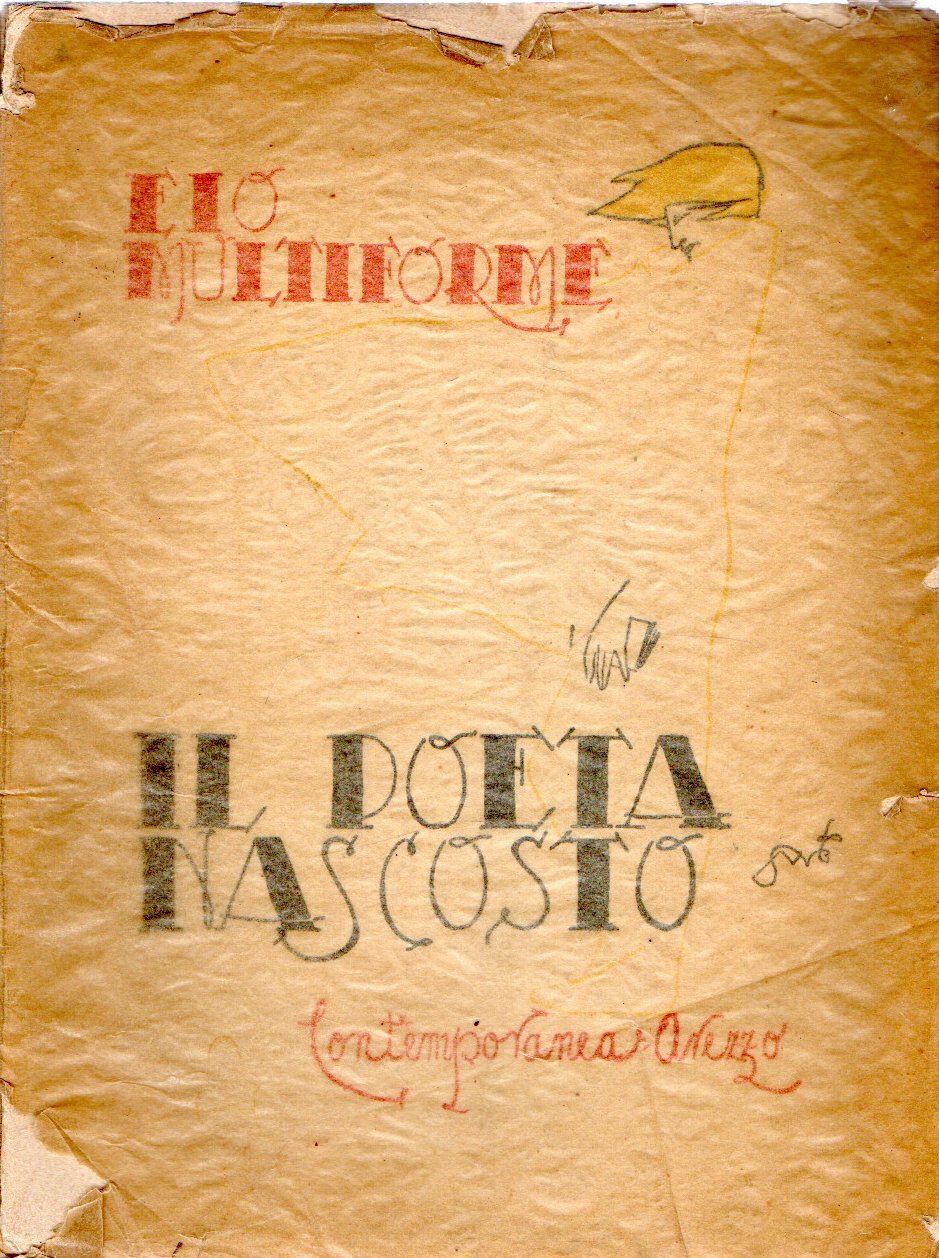 EIO
MULTIFORME
IL POETA
NASCOSTO
Contemporanea: Arezzo